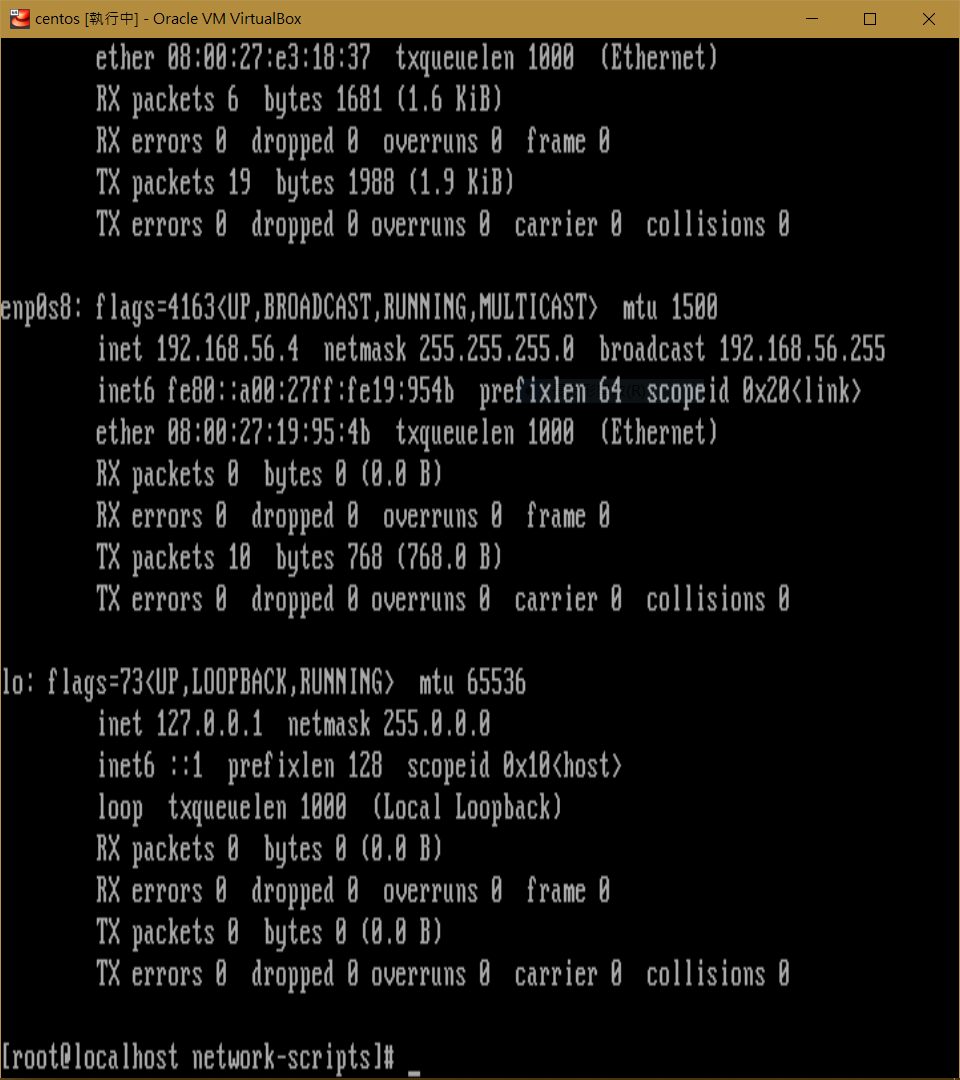 centos [執行中] - Oracle VM VirtualBox
ether 08:00:27:e3:18:37  txqueuelen 1000  (Ethernet)
RX packets 6  bytes 1681 (1.6 KiB)
RX errors 0  dropped 0  overruns 0  frame 0
TX packets 19  bytes 1988 (1.9 KiB)
TX errors 0  dropped 0 overruns 0  carrier 0  collisions 0
enp0s8: flags=4163<UP,BROADCAST,RUNNING,MULTICAST>  mtu 1500
inet 192.168.56.4  netmask 255.255.255.0  broadcast 192.168.56.255
inet6 fe80::a00:27ff:fe19:954b  prefixlen 64  scopeid 0x20<link>
ether 08:00:27:19:95:4b  txqueuelen 1000  (Ethernet)
RX packets 0  bytes 0 (0.0 B)
RX errors 0  dropped 0  overruns 0  frame 0
TX packets 10  bytes 768 (768.0 B)
TX errors 0  dropped 0 overruns 0  carrier 0  collisions 0
lo: flags=73<UP,LOOPBACK,RUNNING>  mtu 65536
inet 127.0.0.1  netmask 255.0.0.0
inet6 ::1  prefixlen 128  scopeid 0x10<host>
loop  txqueuelen 1000  (Local Loopback)
RX packets 0  bytes 0 (0.0 B)
RX errors 0  dropped 0  overruns 0  frame 0
TX packets 0  bytes 0 (0.0 B)
TX errors 0  dropped 0 overruns 0  carrier 0  collisions 0
[root@localhost network-scripts]# _